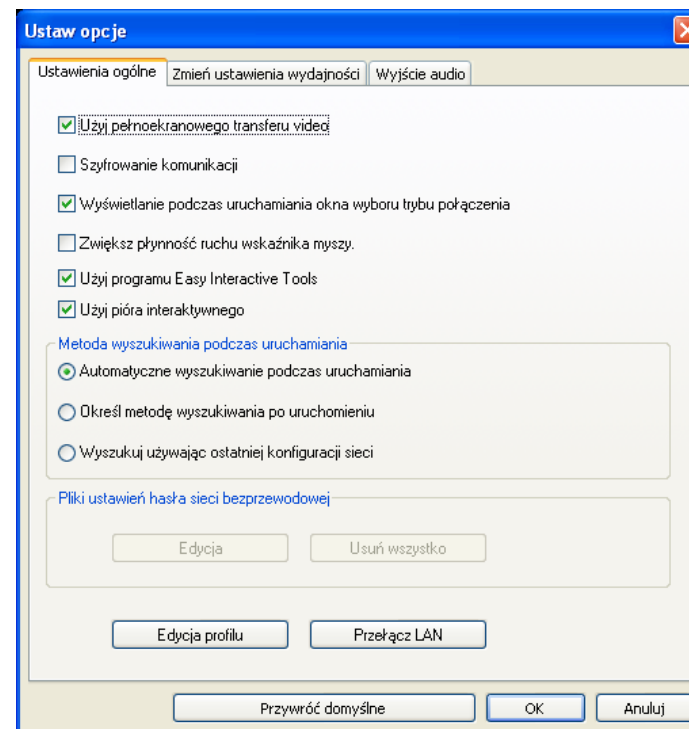 Ustaw opcje
Ustawienia ogólne Zmień ustawienia wydajności Wyjście audio
Użyj pełnoekranowego transferu video
Szyfrowanie komunikacji
Wyświetlanie podczas uruchamiania okna wyboru trybu połączenia
Zwiększ płynność ruchu wskaźnika myszy.
Użyj programu Easy Interactive Tools
Użyj pióra interaktywnego
Metoda wyszukiwania podczas uruchamiania
Automatyczne wyszukiwanie podczas uruchamiania
Określ metodę wyszukiwania po uruchomieniu
Wyszukuj używając ostatniej konfiguracji sieci
Pliki ustawień hasła sieci bezprzewodowej
Edycja Usuń wszystko
Edycja profilu Przełącz LAN
Przywróć domyślne OK Anuluj